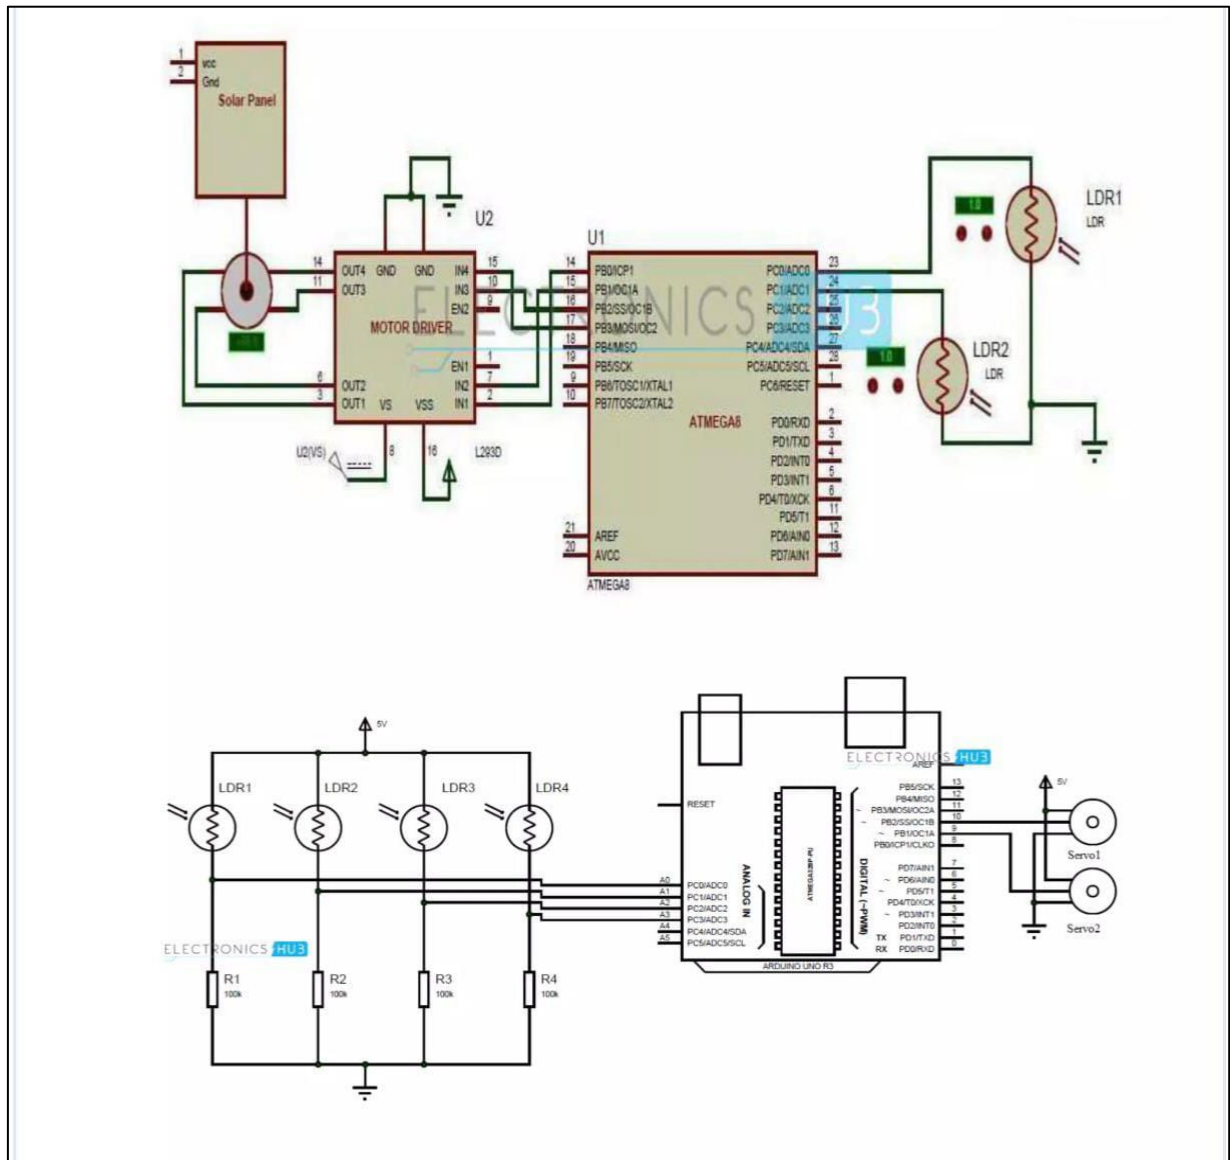 1
vcc
2
Gnd
Solar Panel
U2
14
OUT4
GND
GND
IN4
15
11
OUT3
IN3
10
EN2
9
MOTOR DRIVER
EN1
1
6
OUT2
IN2
7
3
OUT1
VS
VSS
IN1
2
U2(VS)
8
16
L293D
U1
14
PB0/ICP1
15
PB1/OC1A
16
PB2/SS/OC1B
17
PB3/MOSI/OC2
18
PB4/MISO
19
PB5/SCK
9
PB6/TOSC1/XTAL1
10
PB7/TOSC2/XTAL2
21
AREF
20
AVCC
PC0/ADC0
23
PC1/ADC1
24
PC2/ADC2
25
PC3/ADC3
26
PC4/ADC4/SDA
27
PC5/ADC5/SCL
28
PC6/RESET
1
PD0/RXD
2
PD1/TXD
3
PD2/INT0
4
PD3/INT1
5
PD4/T0/XCK
6
PD5/T1
11
PD6/AIN0
12
PD7/AIN1
13
ATMEGA8
ATMEGA8
ELECTRONICS HUB
1.0
LDR1
LDR
1.0
LDR2
LDR
5V
LDR1
LDR2
LDR3
LDR4
ELECTRONICS HUB
R1
100k
R2
100k
R3
100k
R4
100k
ELECTRONICS HUB
RESET
AREF
PB5/SCK
13
PB4/MISO
12
~ PB3/MOSI/OC2A
11
~ PB2/SS/OC1B
10
~ PB1/OC1A
9
PB0/ICP1/CLKO
8
PD7/AIN1
7
~ PD6/AIN0
6
~ PD5/T1
5
PD4/T0/XCK
4
~ PD3/INT1
3
PD2/INT0
2
TX PD1/TXD
1
RX PD0/RXD
0
A0
PC0/ADC0
A1
PC1/ADC1
A2
PC2/ADC2
A3
PC3/ADC3
A4
PC4/ADC4/SDA
A5
PC5/ADC5/SCL
ANALOG IN
ATMEGA328P-PU
DIGITAL (~PWM)
ARDUINO UNO R3
5V
Servo1
Servo2